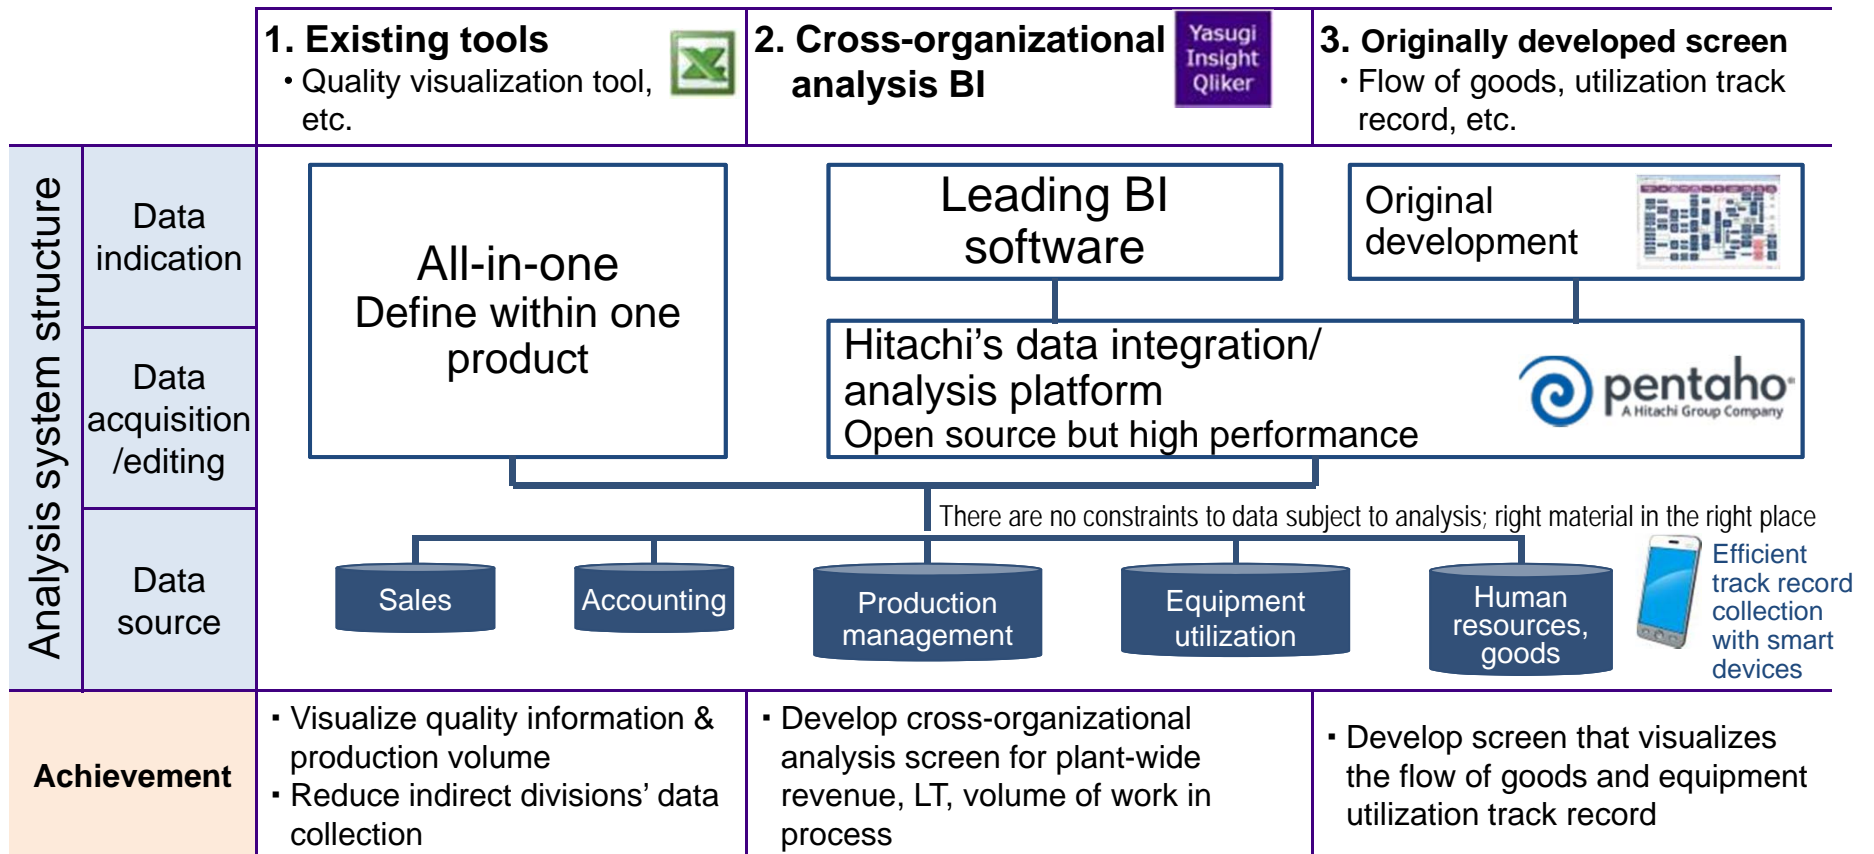 1. Existing tools
・Quality visualization tool,
etc.
2. Cross-organizational
analysis BI
Yasugi
Insight
Qliker
3. Originally developed screen
・Flow of goods, utilization track
record, etc.
Analysis system structure
Data
indication
All-in-one
Define within one
product
Leading BI
software
Original
development
Data
acquisition
/editing
Hitachi’s data integration/
analysis platform
Open source but high performance
pentaho
A Hitachi Group Company
There are no constraints to data subject to analysis; right material in the right place
Data
source
Sales
Accounting
Production
management
Equipment
utilization
Human
resources,
goods
Efficient
track record
collection
with smart
devices
Achievement
・Visualize quality information &
production volume
・Reduce indirect divisions’ data
collection
・Develop cross-organizational
analysis screen for plant-wide
revenue, LT, volume of work in
process
・Develop screen that visualizes
the flow of goods and equipment
utilization track record